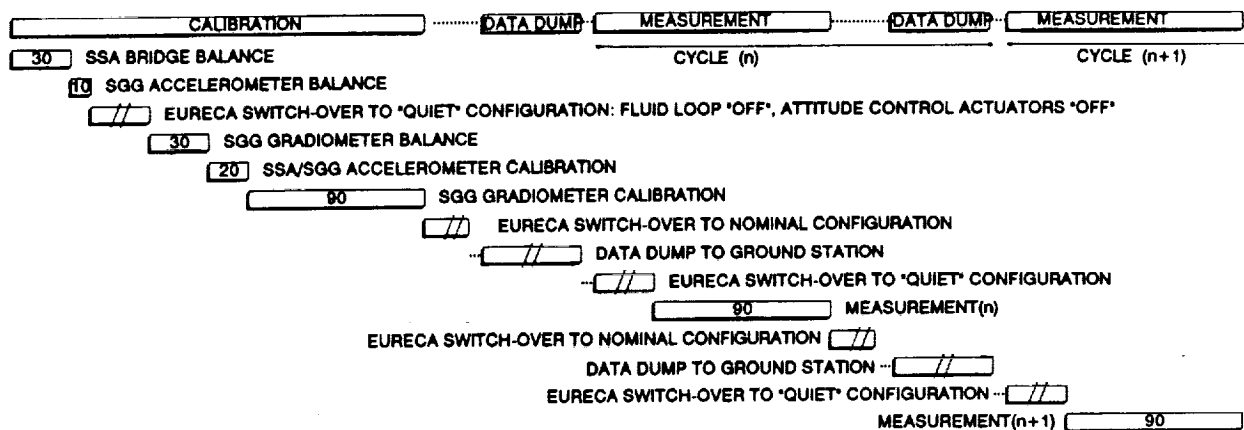 CALIBRATION DATA DUMP MEASUREMENT DATA DUMP MEASUREMENT
CYCLE (n) CYCLE (n+1)
30 SSA BRIDGE BALANCE
10 SGG ACCELEROMETER BALANCE
EURECA SWITCH-OVER TO "QUIET" CONFIGURATION: FLUID LOOP "OFF", ATTITUDE CONTROL ACTUATORS "OFF"
30 SGG GRADIOMETER BALANCE
20 SSA/SGG ACCELEROMETER CALIBRATION
90 SGG GRADIOMETER CALIBRATION
EURECA SWITCH-OVER TO NOMINAL CONFIGURATION
DATA DUMP TO GROUND STATION
EURECA SWITCH-OVER TO "QUIET" CONFIGURATION
90 MEASUREMENT(n)
EURECA SWITCH-OVER TO NOMINAL CONFIGURATION
DATA DUMP TO GROUND STATION
EURECA SWITCH-OVER TO "QUIET" CONFIGURATION
MEASUREMENT(n+1) 90